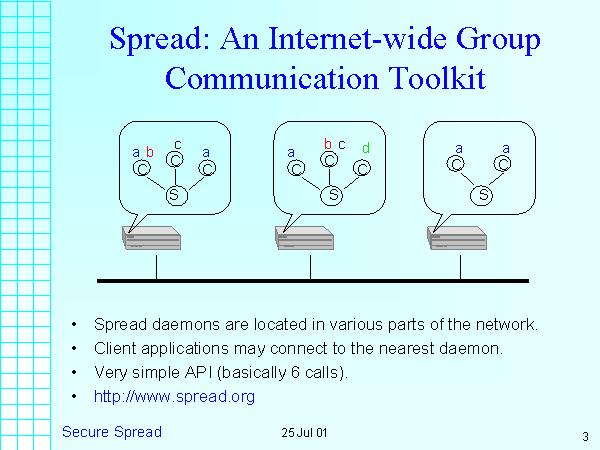 Spread: An Internet-wide Group
Communication Toolkit
a b c a
C C C
S
a b c d
C C C
S
a a
C C
S
• Spread daemons are located in various parts of the network.
• Client applications may connect to the nearest daemon.
• Very simple API (basically 6 calls).
• http://www.spread.org
Secure Spread 25 Jul 01 3